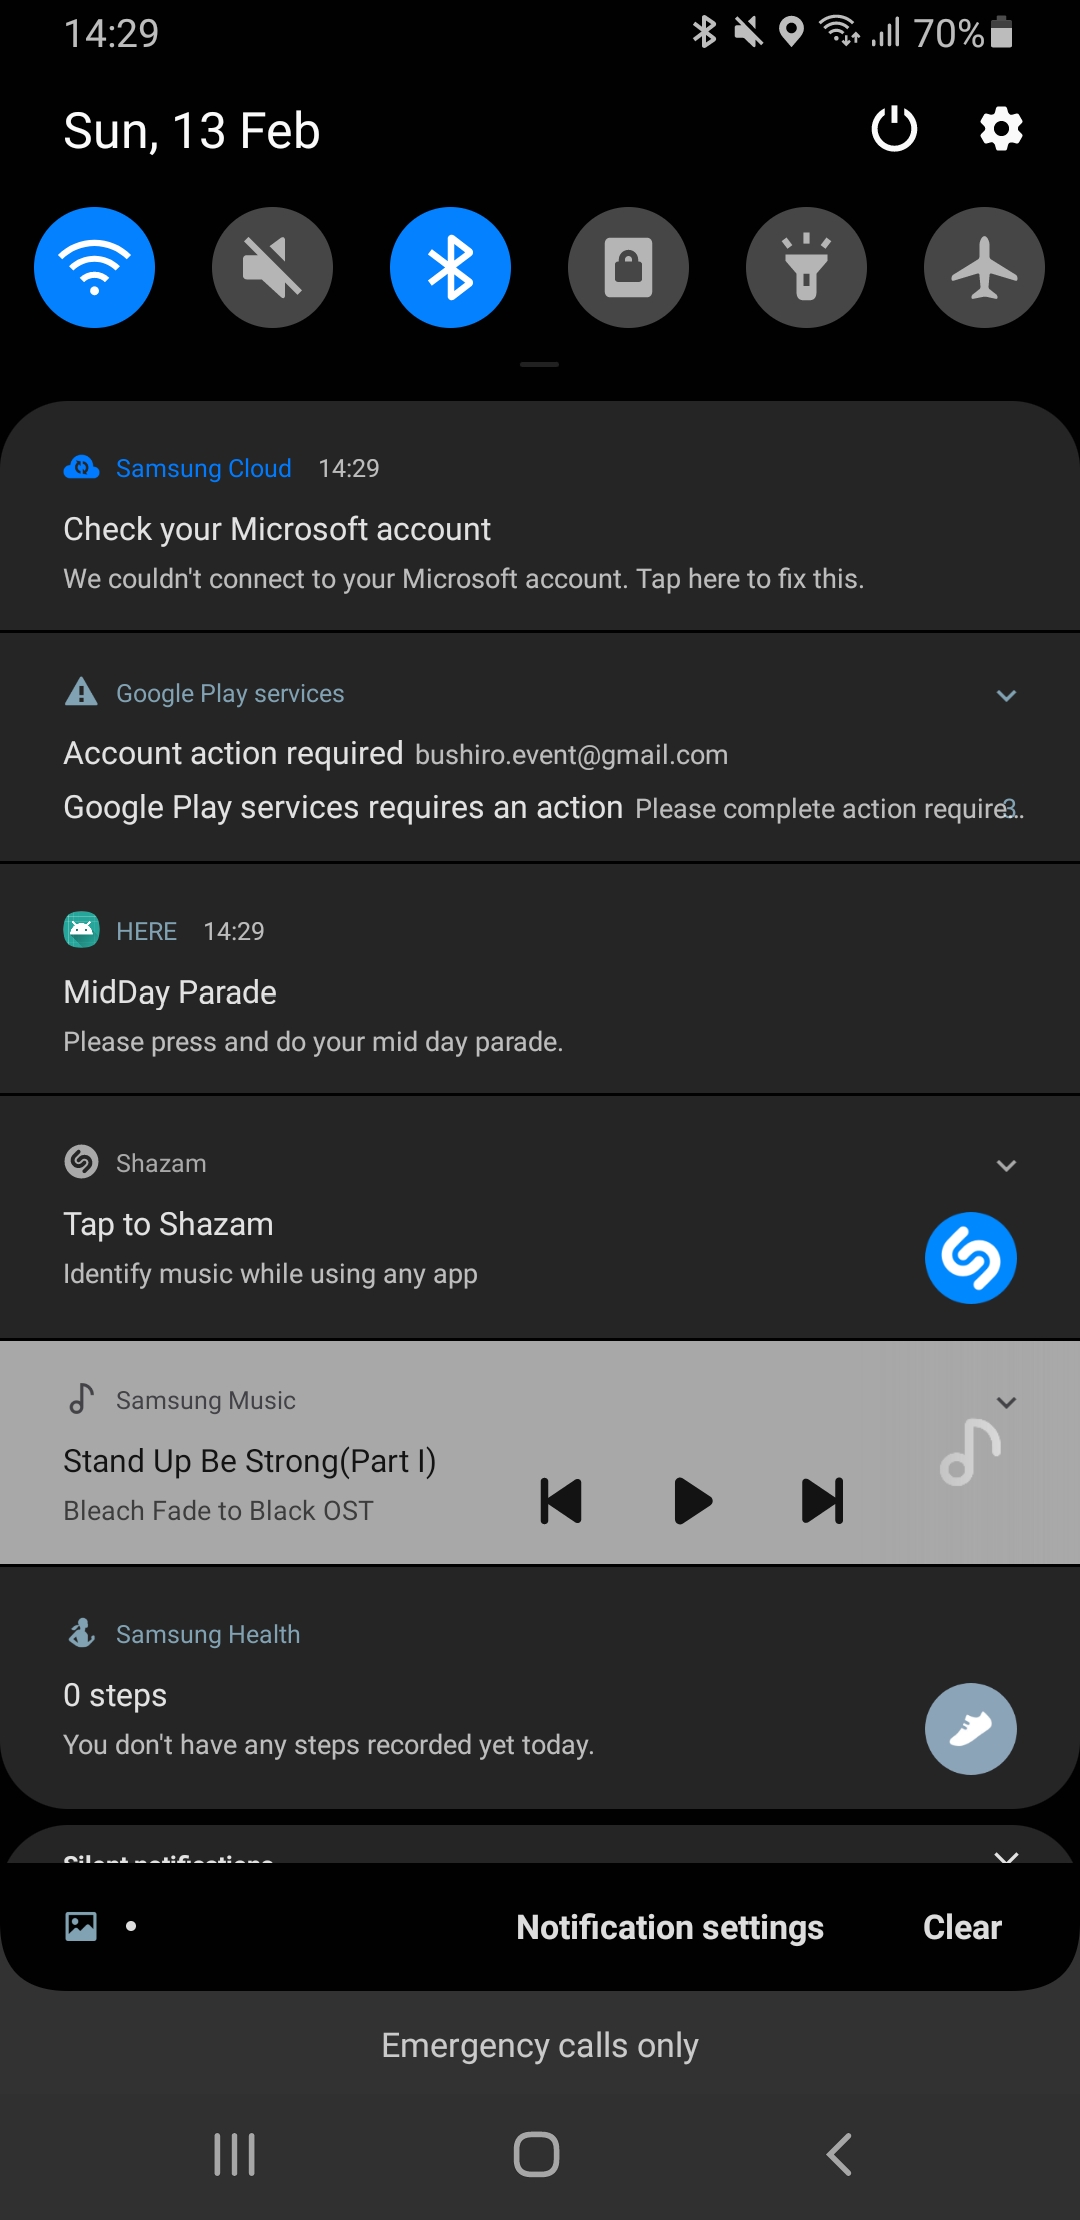 14:29
70%
Sun, 13 Feb
Samsung Cloud 14:29
Check your Microsoft account
We couldn't connect to your Microsoft account. Tap here to fix this.
Google Play services
Account action required bushiro.event@gmail.com
Google Play services requires an action Please complete action require...
3
HERE 14:29
MidDay Parade
Please press and do your mid day parade.
Shazam
Tap to Shazam
Identify music while using any app
Samsung Music
Stand Up Be Strong(Part I)
Bleach Fade to Black OST
Samsung Health
0 steps
You don't have any steps recorded yet today.
Silent notifications
Notification settings Clear
Emergency calls only